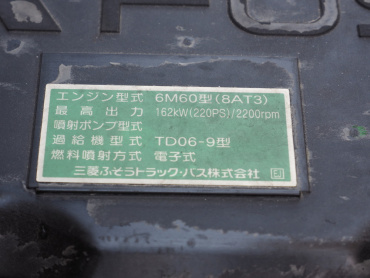 エンジン型式 6M60型(8AT3)
最高出力 162kW(220PS)/2200rpm
噴射ポンプ型式
過給機型式 TD06-9型
燃料噴射方式 電子式
三菱ふそうトラック・バス株式会社